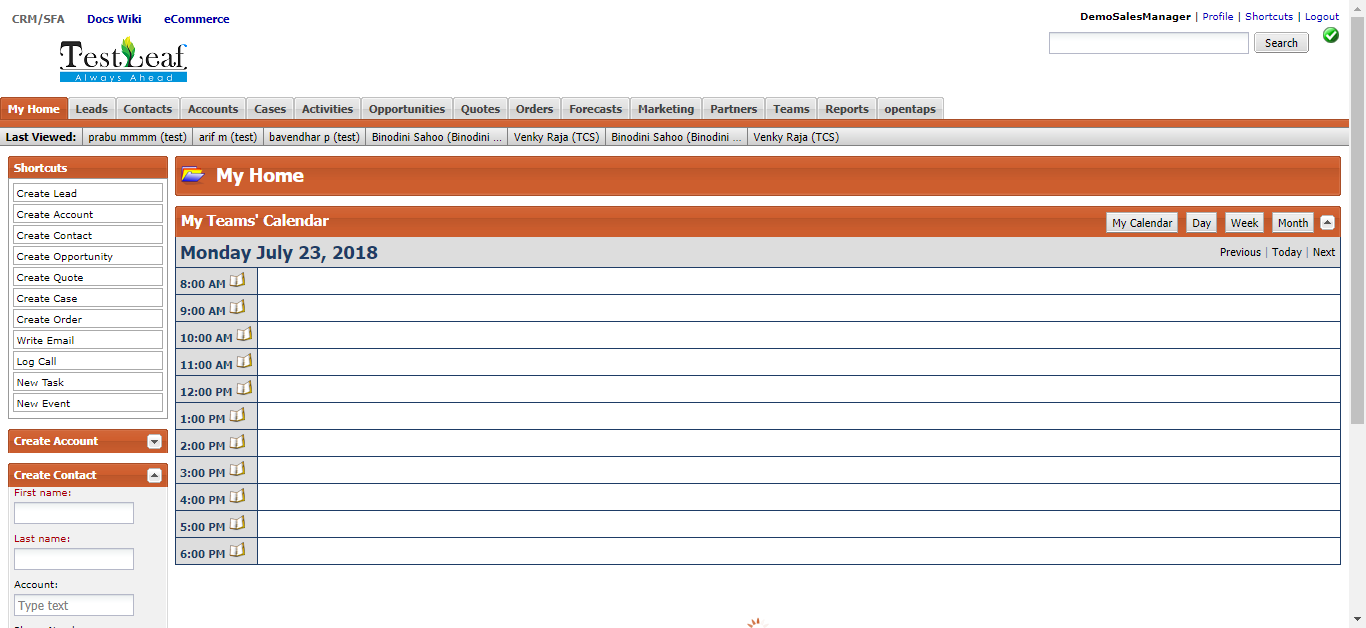 CRM/SFA Docs Wiki eCommerce
DemoSalesManager | Profile | Shortcuts | Logout
Search
TestLeaf
Always Ahead
My Home Leads Contacts Accounts Cases Activities Opportunities Quotes Orders Forecasts Marketing Partners Teams Reports opentaps
Last Viewed: prabu mmmm (test) arif m (test) bavendhar p (test) Binodini Sahoo (Binodini ... Venky Raja (TCS) Binodini Sahoo (Binodini ... Venky Raja (TCS)
Shortcuts
Create Lead
Create Account
Create Contact
Create Opportunity
Create Quote
Create Case
Create Order
Write Email
Log Call
New Task
New Event
Create Account
Create Contact
First name:
Last name:
Account:
Type text
My Home
My Teams' Calendar
My Calendar Day Week Month
Monday July 23, 2018
Previous | Today | Next
8:00 AM
9:00 AM
10:00 AM
11:00 AM
12:00 PM
1:00 PM
2:00 PM
3:00 PM
4:00 PM
5:00 PM
6:00 PM